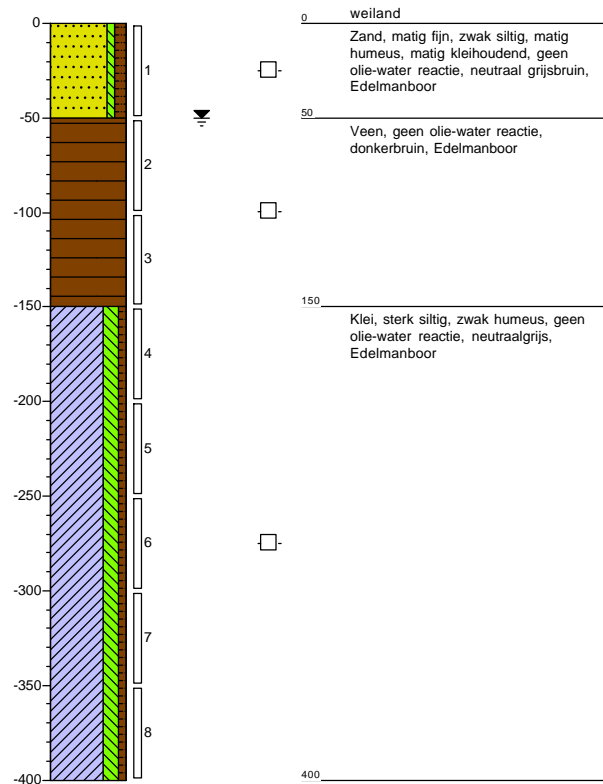 0
-50
-100
-150
-200
-250
-300
-350
-400
1
2
3
4
5
6
7
8
0
weiland
Zand, matig fijn, zwak siltig, matig
humeus, matig kleihoudend, geen
olie-water reactie, neutraal grijsbruin,
Edelmanboor
50
Veen, geen olie-water reactie,
donkerbruin, Edelmanboor
150
Klei, sterk siltig, zwak humeus, geen
olie-water reactie, neutraalgrijs,
Edelmanboor
400